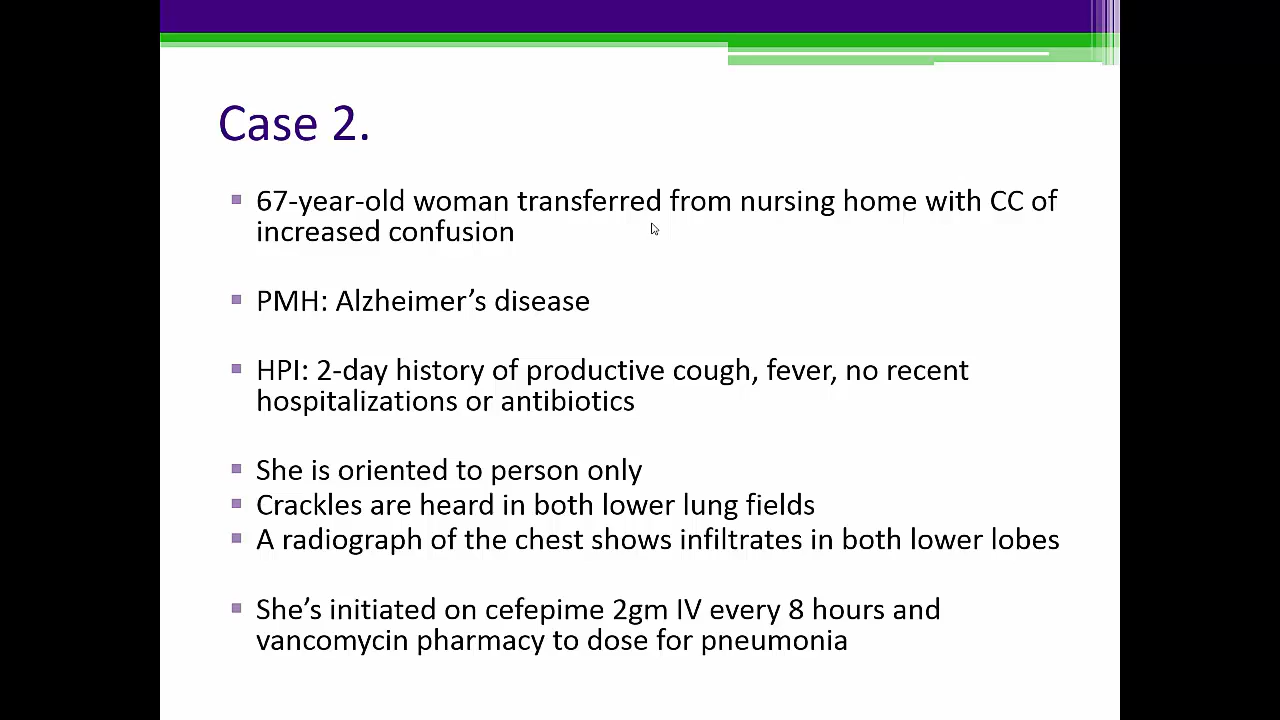 Case 2.
67-year-old woman transferred from nursing home with CC of
increased confusion
PMH: Alzheimer’s disease
HPI: 2-day history of productive cough, fever, no recent
hospitalizations or antibiotics
She is oriented to person only
Crackles are heard in both lower lung fields
A radiograph of the chest shows infiltrates in both lower lobes
She’s initiated on cefepime 2gm IV every 8 hours and
vancomycin pharmacy to dose for pneumonia